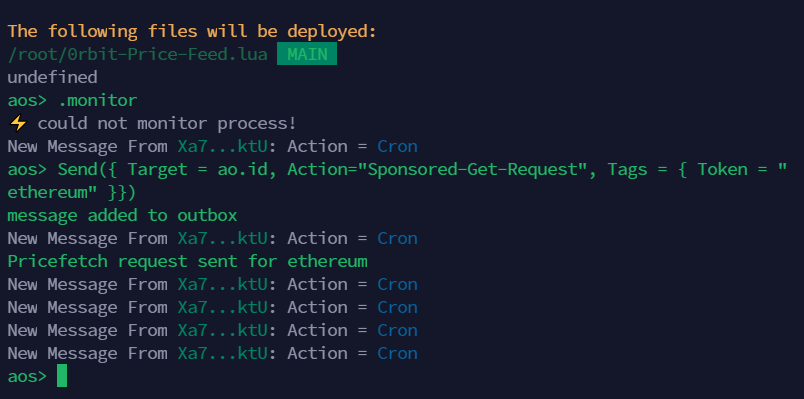 The following files will be deployed:
/root/0rbit-Price-Feed.lua MAIN
undefined
aos> .monitor
⚡ could not monitor process!
New Message From Xa7...ktU: Action = Cron
aos> Send({ Target = ao.id, Action="Sponsored-Get-Request", Tags = { Token = "
ethereum" }})
message added to outbox
New Message From Xa7...ktU: Action = Cron
Pricefetch request sent for ethereum
New Message From Xa7...ktU: Action = Cron
New Message From Xa7...ktU: Action = Cron
New Message From Xa7...ktU: Action = Cron
New Message From Xa7...ktU: Action = Cron
aos>